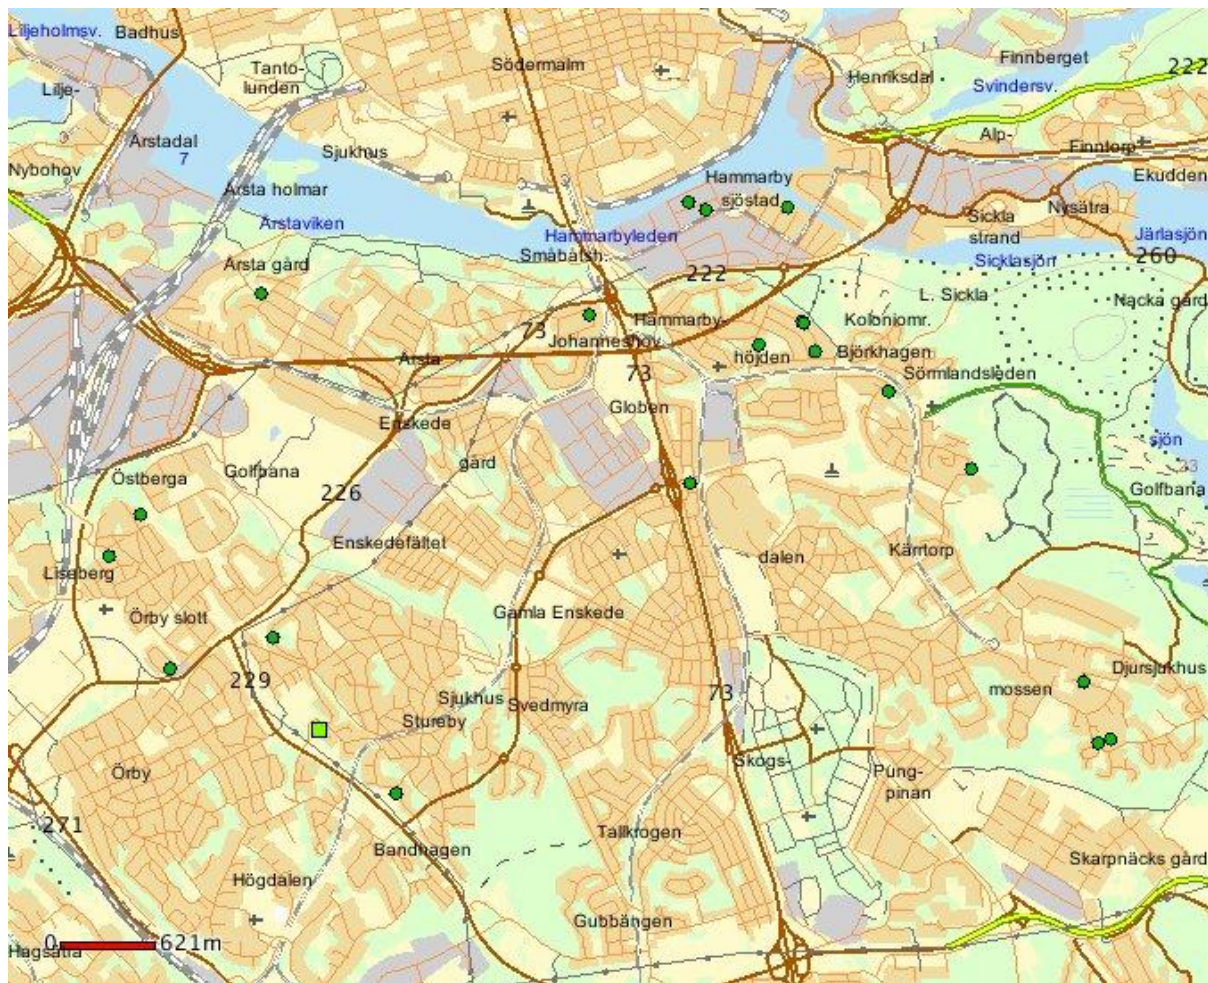 Liljeholmsv.
Badhus
Södermalm
Finnberget
222
Tanto-
lunden
Henriksdal
Svindersv.
Lilje-
Årstadal
7
Sjukhus
Alp-
Finntorp
Nybohov
Årsta holmar
Hammarby
sjöstad
Ekudden
Nysätra
Årstaviken
Sickla
strand
Hammarbyleden
Järlasjön
Årsta gård
Småbåtsh.
Sicklasjön
260
222
L. Sickla
Nacka gård
73
Hammarby-
Koloniomr.
Johanneshov
Årsta
höjden
Björkhagen
73
Sörmlandsleden
Globen
Enskede
sjön
gård
23
Östberga
Golfbana
Golfbana
226
Enskedefältet
dalen
Kärrtorp
Liseberg
Örby slott
Gamla Enskede
Djursjukhus
229
Sjukhus
Svedmyra
73
mossen
Stureby
Skogs-
Örby
Pung-
pinan
271
Tallkrogen
Bandhagen
Skarpnäcks gård
Högdalen
Gubbängen
0
621m
Hagsätra